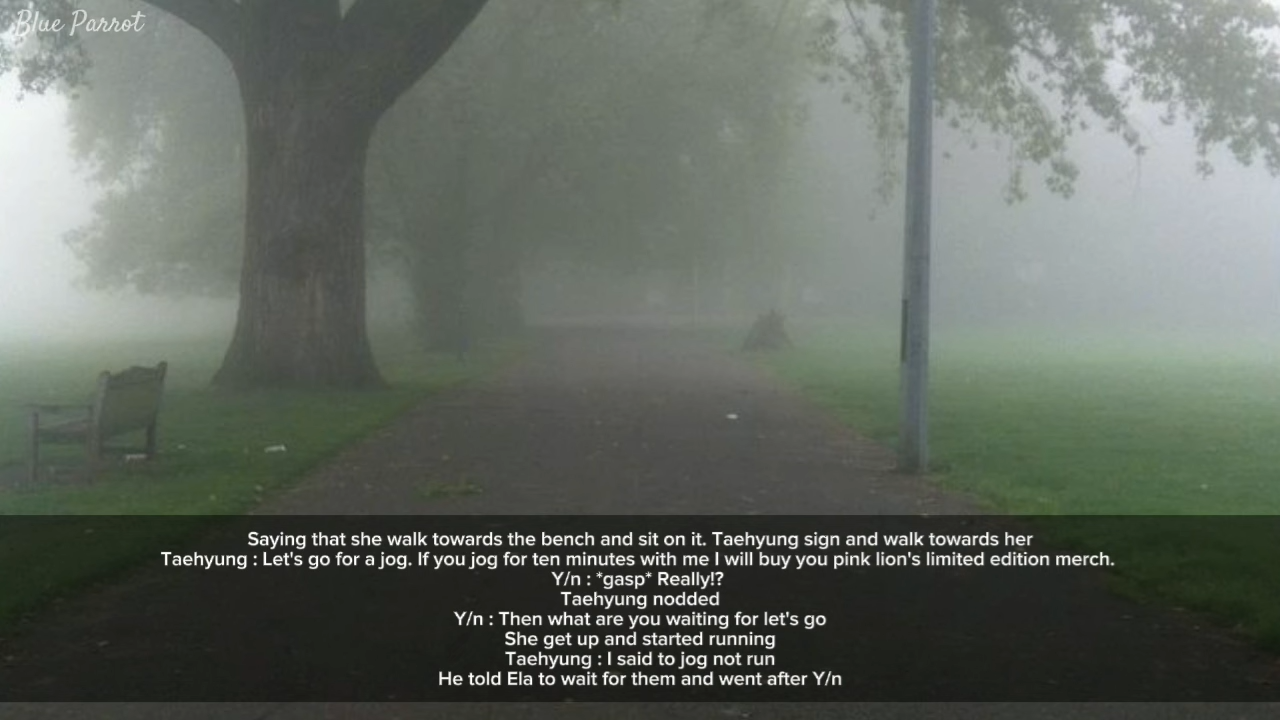 Blue Parrot
Saying that she walk towards the bench and sit on it. Taehyung sign and walk towards her
Taehyung : Let's go for a jog. If you jog for ten minutes with me I will buy you pink lion's limited edition merch.
Y/n : *gasp* Really!?
Taehyung nodded
Y/n : Then what are you waiting for let's go
She get up and started running
Taehyung : I said to jog not run
He told Ela to wait for them and went after Y/n